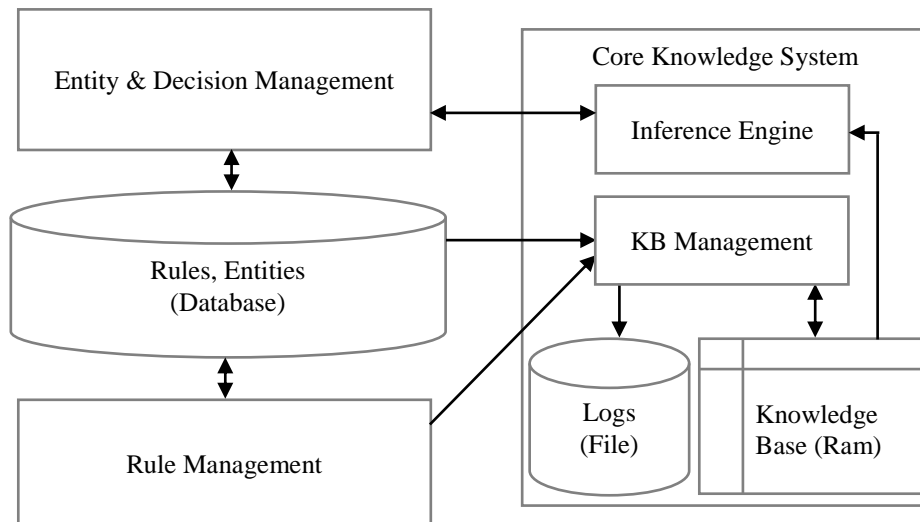 Entity & Decision Management
Rules, Entities
(Database)
Rule Management
Core Knowledge System
Inference Engine
KB Management
Logs
(File)
Knowledge
Base (Ram)